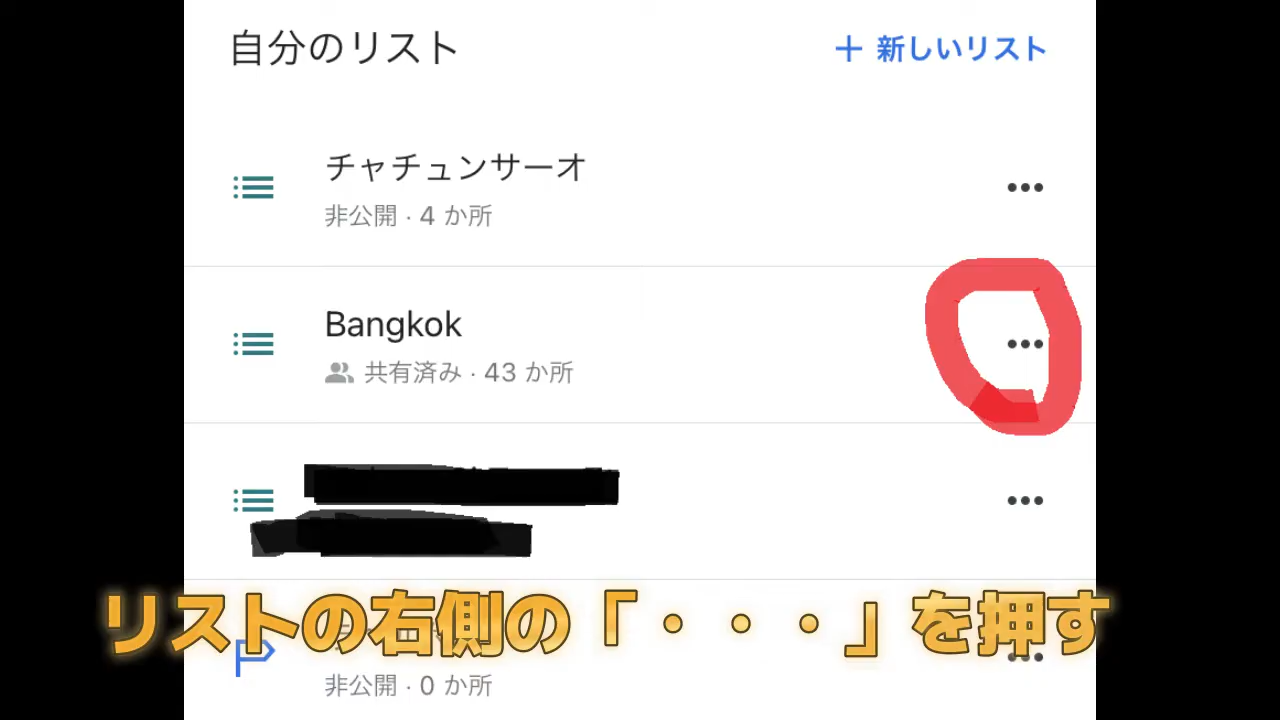 自分のリスト
+ 新しいリスト
チャチュンサーオ
非公開 · 4 か所
Bangkok
共有済み · 43 か所
リストの右側の「・・・」を押す
非公開 · 0 か所